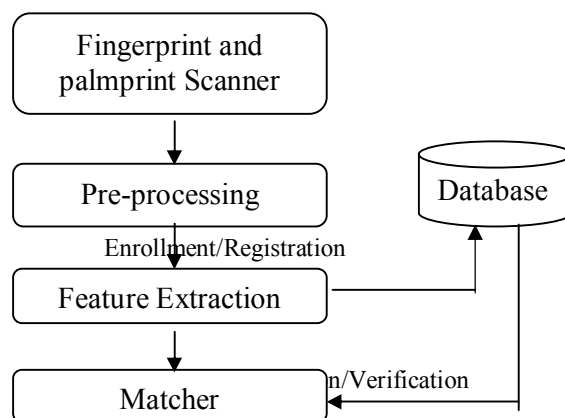 Fingerprint and
palmprint Scanner
Pre-processing
Database
Enrollment/Registration
Feature Extraction
n/Verification
Matcher